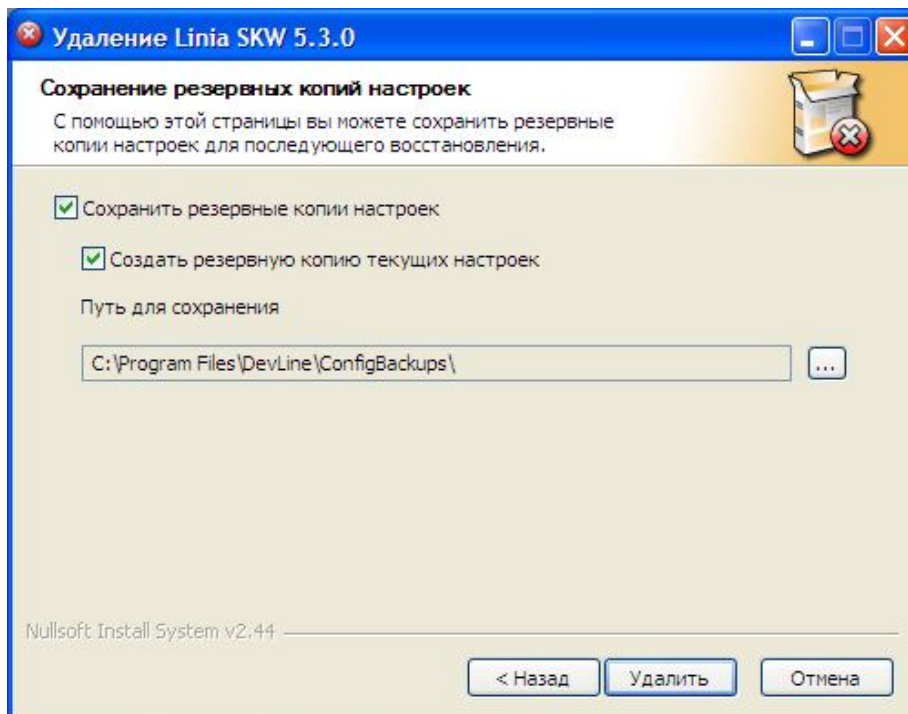 Удаление Linia SKW 5.3.0
Сохранение резервных копий настроек
С помощью этой страницы вы можете сохранить резервные
копии настроек для последующего восстановления.
Сохранить резервные копии настроек
Создать резервную копию текущих настроек
Путь для сохранения
C:\Program Files\DevLine\ConfigBackups\
...
Nullsoft Install System v2.44
< Назад
Удалить
Отмена